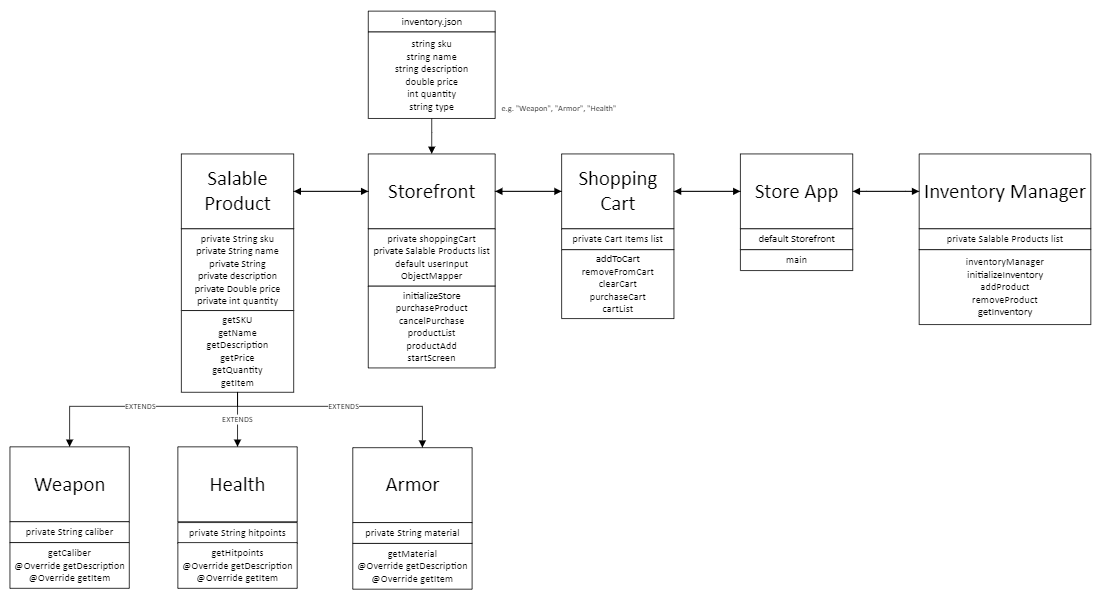 inventory.json
string sku
string name
string description
double price
int quantity
string type
e.g. "Weapon", "Armor", "Health"
Salable
Product
private String sku
private String name
private String
private description
private Double price
private int quantity
getSKU
getName
getDescription
getPrice
getQuantity
getItem
Storefront
private shoppingCart
private Salable Products list
default userInput
ObjectMapper
initializeStore
purchaseProduct
cancelPurchase
productList
productAdd
startScreen
Shopping
Cart
private Cart Items list
addToCart
removeFromCart
clearCart
purchaseCart
cartList
Store App
default Storefront
main
Inventory Manager
private Salable Products list
inventoryManager
initializeInventory
addProduct
removeProduct
getInventory
EXTENDS
EXTENDS
EXTENDS
Weapon
private String caliber
getCaliber
@Override getDescription
@Override getItem
Health
private String hitpoints
getHitpoints
@Override getDescription
@Override getItem
Armor
private String material
getMaterial
@Override getDescription
@Override getItem